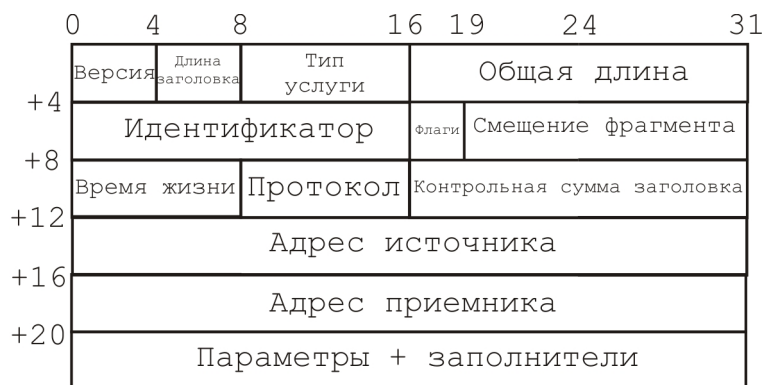 0 4 8 16 19 24 31
Версия Длина заголовка Тип услуги Общая длина
+4
Идентификатор Флаги Смещение фрагмента
+8
Время жизни Протокол Контрольная сумма заголовка
+12
Адрес источника
+16
Адрес приемника
+20
Параметры + заполнители